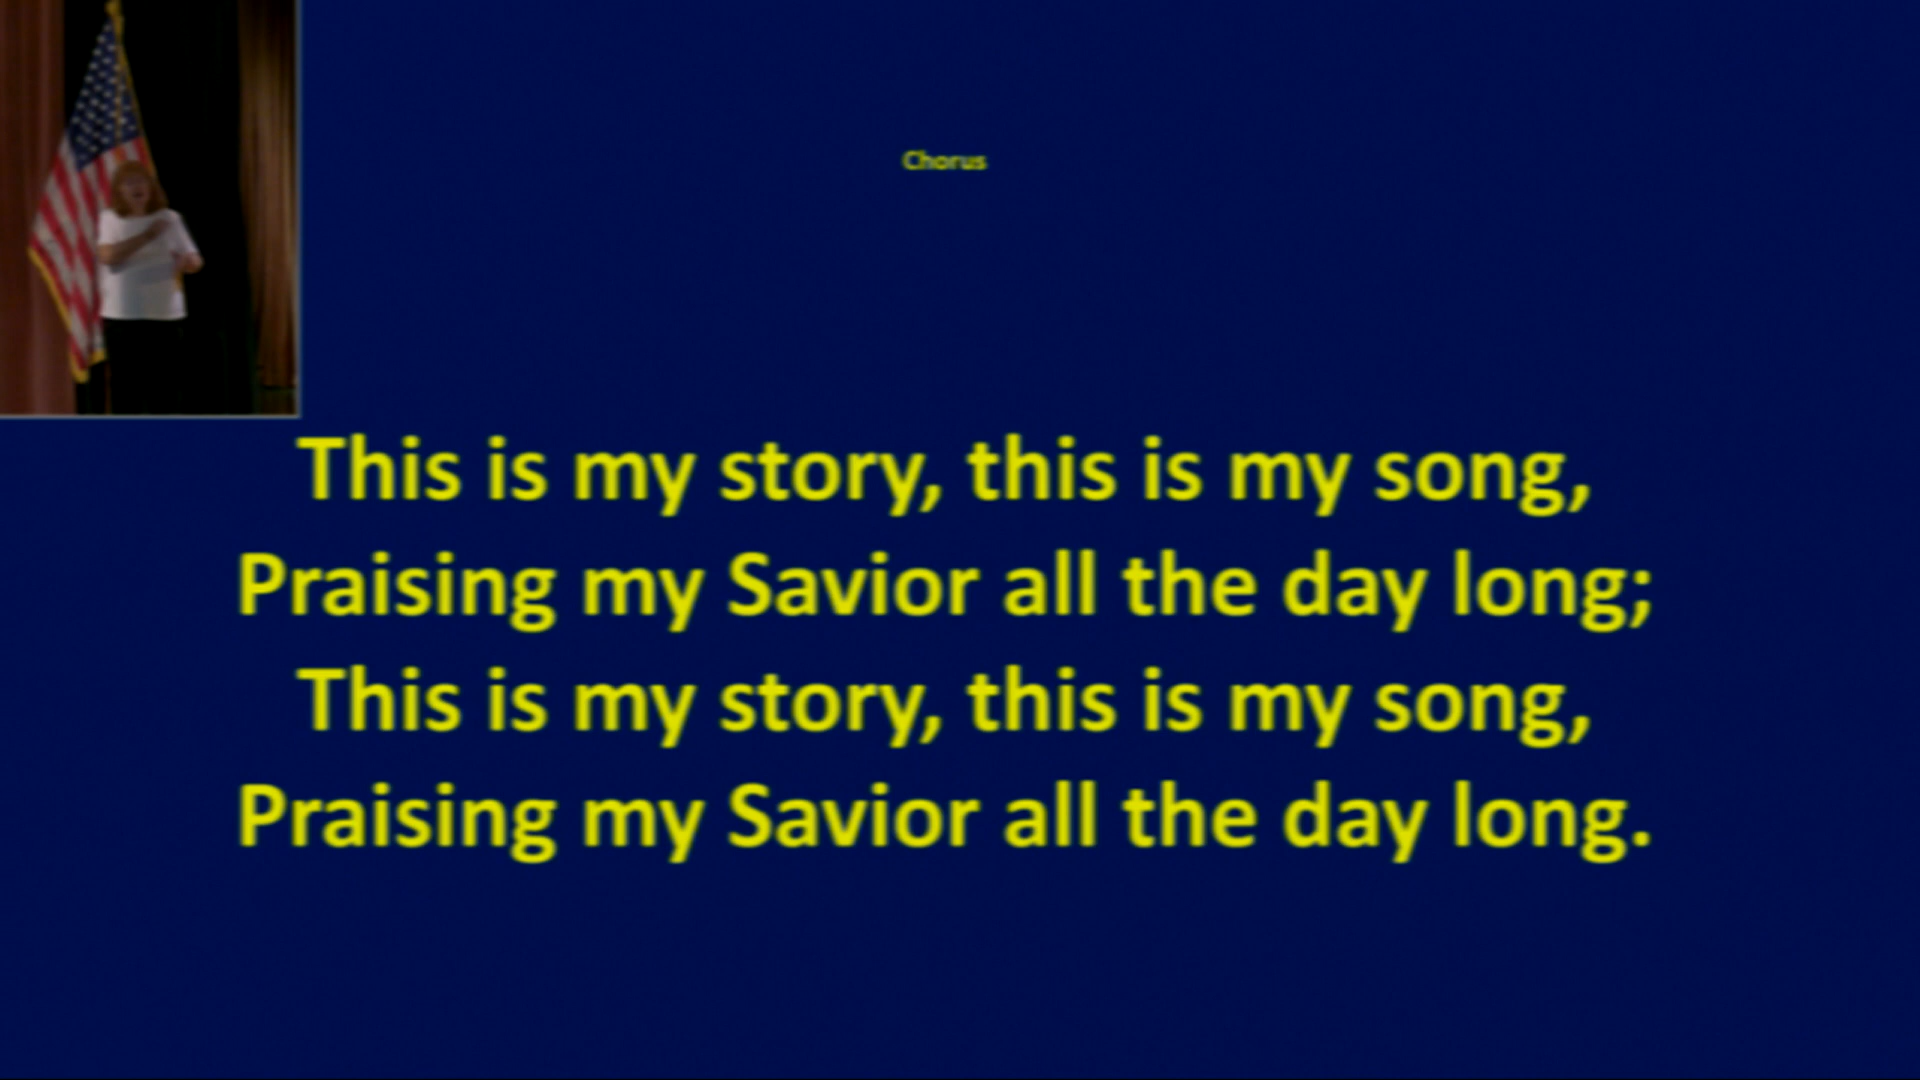 Chorus
This is my story, this is my song,
Praising my Savior all the day long;
This is my story, this is my song,
Praising my Savior all the day long.